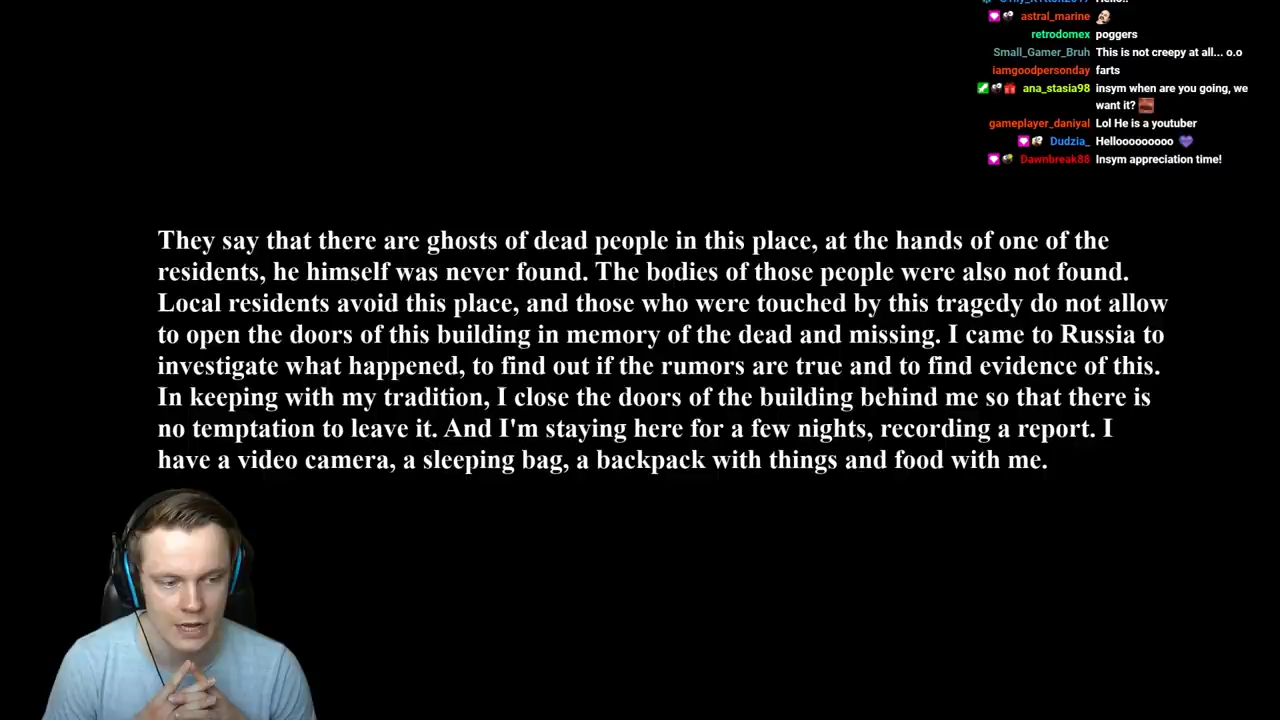 Hello!!
astral_marine
retrodomex poggers
Small_Gamer_Bruh This is not creepy at all... o.o
iamgoodpersonday farts
ana_stasia98 insym when are you going, we
want it?
gameplayer_daniyal Lol He is a youtuber
Dudzia_ Hellooooooooo
Dawnbreak88 Insym appreciation time!
They say that there are ghosts of dead people in this place, at the hands of one of the
residents, he himself was never found. The bodies of those people were also not found.
Local residents avoid this place, and those who were touched by this tragedy do not allow
to open the doors of this building in memory of the dead and missing. I came to Russia to
investigate what happened, to find out if the rumors are true and to find evidence of this.
In keeping with my tradition, I close the doors of the building behind me so that there is
no temptation to leave it. And I'm staying here for a few nights, recording a report. I
have a video camera, a sleeping bag, a backpack with things and food with me.